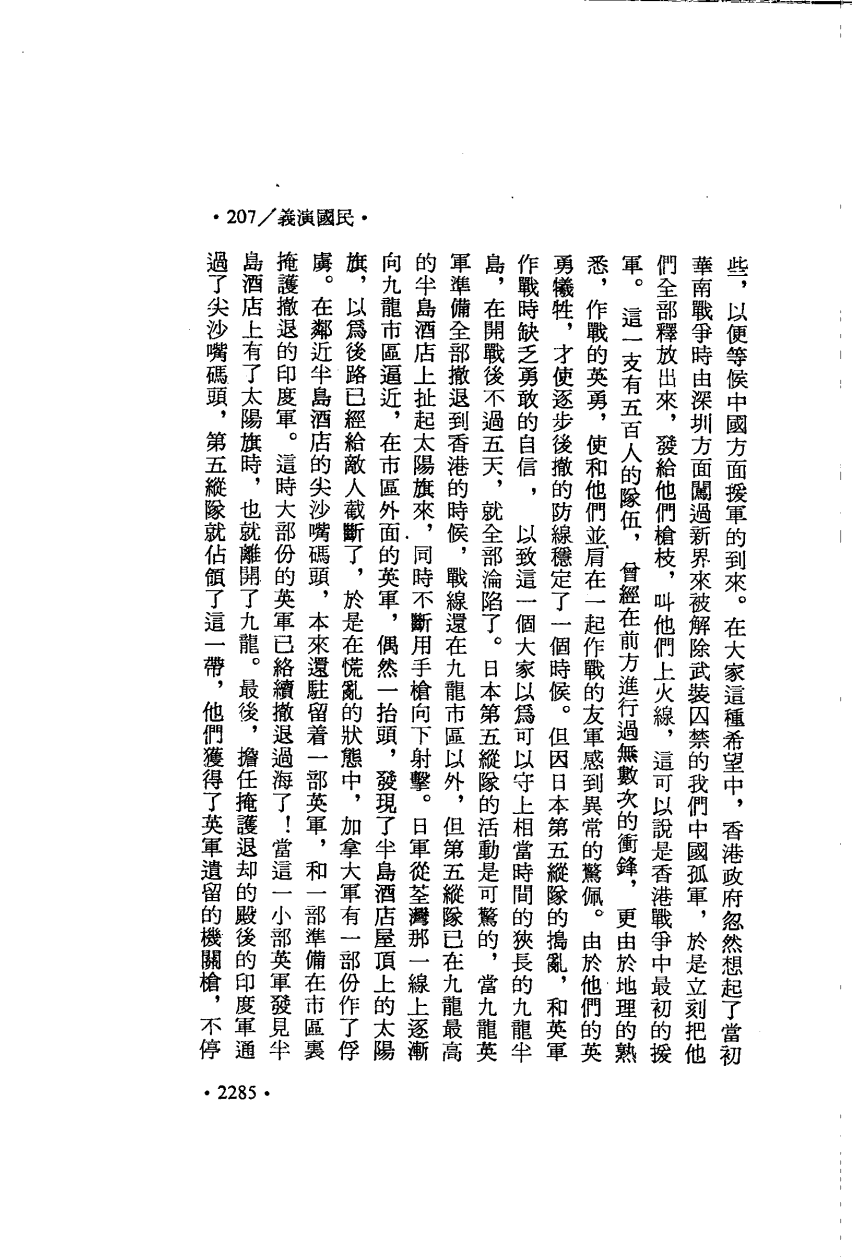 •207／義演國民•
些，以便等候中國方面援軍的到來。在大家這種希望中，香港政府忽然想起了當初
華南戰爭時由深圳方面闖過新界來被解除武裝囚禁的我們中國孤軍，於是立刻把他
們全部釋放出來，發給他們槍枝，叫他們上火線，這可以說是香港戰爭中最初的援
軍。這一支有五百人的隊伍，曾經在前方進行過無數次的衝鋒，更由於地理的熟
悉，作戰的英勇，使和他們並肩在一起作戰的友軍感到異常的驚佩。由於他們的英
勇犧牲，才使逐步後撤的防線穩定了一個時候。但因日本第五縱隊的搗亂，和英軍
作戰時缺乏勇敢的自信，以致這一個大家以爲可以守上相當時間的狹長的九龍半
島，在開戰後不過五天，就全部淪陷了。日本第五縱隊的活動是可驚的，當九龍英
軍準備全部撤退到香港的時候，戰線還在九龍市區以外，但第五縱隊已在九龍最高
的半島酒店上扯起太陽旗來，同時不斷用手槍向下射擊。日軍從荃灣那一線上逐漸
向九龍市區逼近，在市區外面的英軍，偶然一抬頭，發現了半島酒店屋頂上的太陽
旗，以爲後路已經給敵人截斷了，於是在慌亂的狀態中，加拿大軍有一部份作了俘
虜。在鄰近半島酒店的尖沙嘴碼頭，本來還駐留着一部英軍，和一部準備在市區裏
掩護撤退的印度軍。這時大部份的英軍已絡續撤退過海了！當這一小部英軍發見半
島酒店上有了太陽旗時，也就離開了九龍。最後，擔任掩護退却的殿後的印度軍通
過了尖沙嘴碼頭，第五縱隊就佔領了這一帶，他們獲得了英軍遺留的機關槍，不停
•2285•